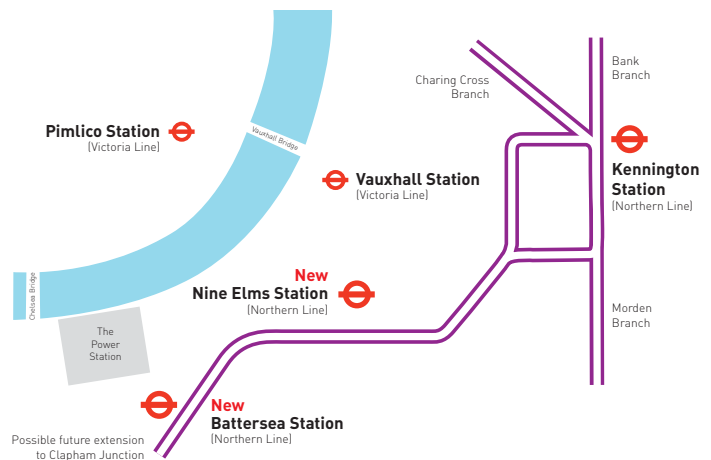 Bank
Branch
Charing Cross
Branch
Pimlico Station
(Victoria Line)
Vauxhall Bridge
Kennington
Station
(Northern Line)
Vauxhall Station
(Victoria Line)
New
Nine Elms Station
(Northern Line)
Chelsea Bridge
Morden
Branch
The
Power
Station
New
Battersea Station
(Northern Line)
Possible future extension
to Clapham Junction